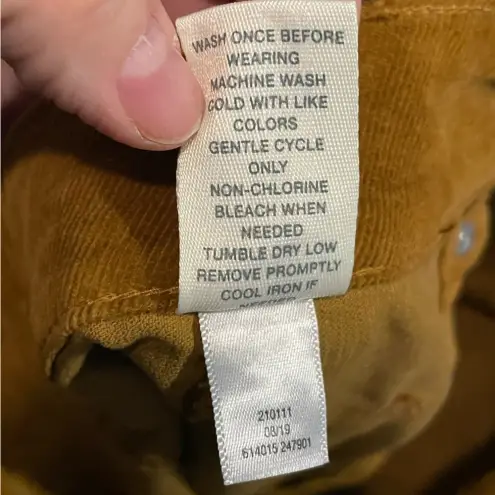 WASH ONCE BEFORE
WEARING
MACHINE WASH
COLD WITH LIKE
COLORS
GENTLE CYCLE
ONLY
NON-CHLORINE
BLEACH WHEN
NEEDED
TUMBLE DRY LOW
REMOVE PROMPTLY
COOL IRON IF
NEEDED
210111
08/19
614015 247901